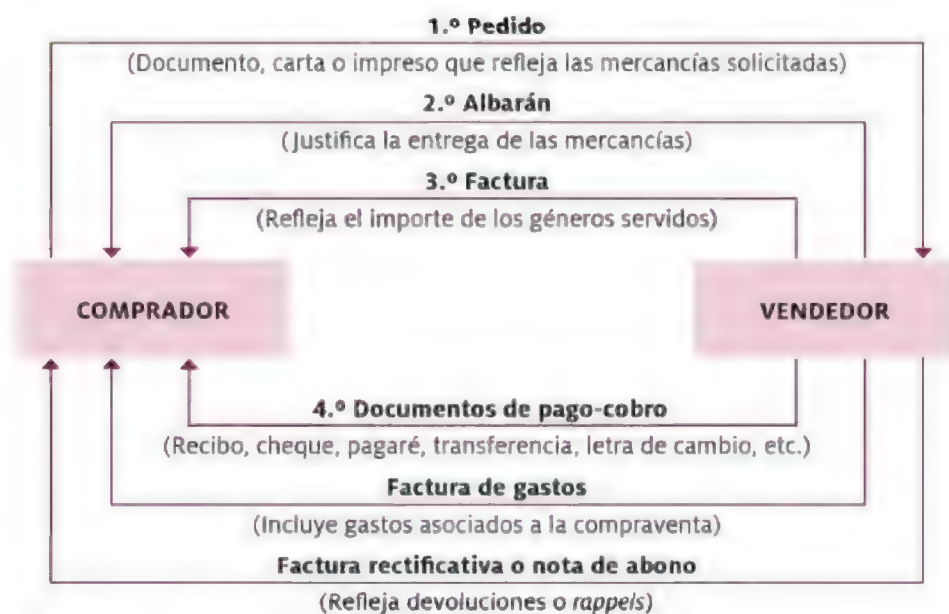 1.º Pedido
(Documento, carta o impreso que refleja las mercancías solicitadas)
2.º Albarán
(Justifica la entrega de las mercancías)
3.º Factura
(Refleja el importe de los géneros servidos)
COMPRADOR
VENDEDOR
4.º Documentos de pago-cobro
(Recibo, cheque, pagaré, transferencia, letra de cambio, etc.)
Factura de gastos
(Incluye gastos asociados a la compraventa)
Factura rectificativa o nota de abono
(Refleja devoluciones o rappels)